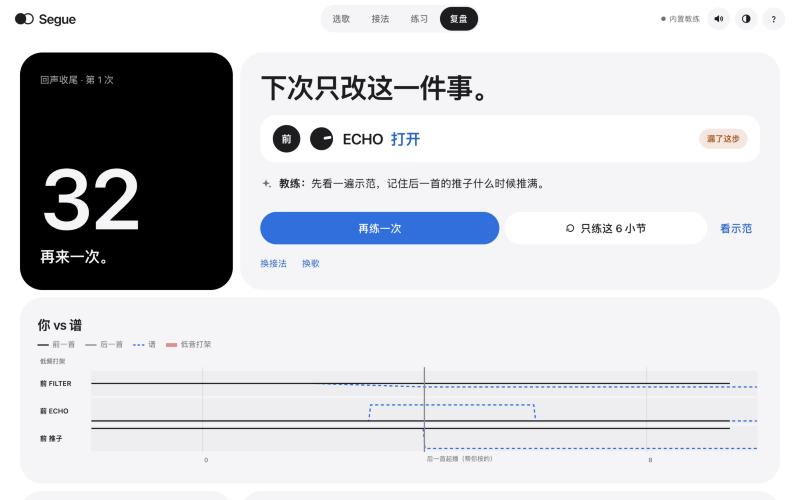 Segue
选歌 接法 练习 复盘
内置教练
?
回声收尾 · 第 1 次
32
再来一次。
下次只改这一件事。
前 ECHO 打开 漏了这步
教练：先看一遍示范，记住后一首的推子什么时候推满。
再练一次 只练这 6 小节 看示范
换接法 换歌
你 vs 谱
前一首 后一首 谱 低音打架
低频打架
前 FILTER
前 ECHO
前 推子
0 后一首起播（帮你按的） 8